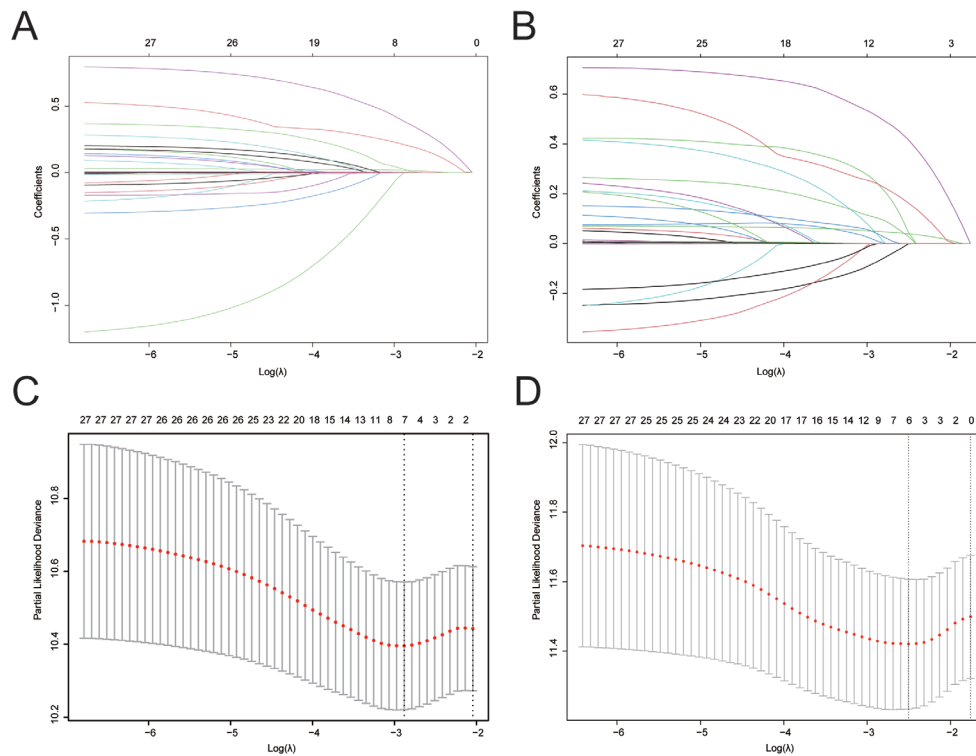 A
27 26 19 8 0
Coefficients
0.5
0.0
−0.5
−1.0
−6 −5 −4 −3 −2
Log(λ)
B
27 25 18 12 3
Coefficients
0.6
0.4
0.2
0.0
−0.2
−6 −5 −4 −3 −2
Log(λ)
C
27 27 27 27 27 26 26 26 26 26 26 25 23 22 20 18 15 14 13 11 8 7 4 3 2 2
Partial Likelihood Deviance
10.8
10.6
10.4
10.2
−6 −5 −4 −3 −2
Log(λ)
D
27 27 27 27 25 25 25 25 24 24 22 20 17 17 16 15 14 12 9 7 6 3 3 2 0
Partial Likelihood Deviance
12.0
11.8
11.6
11.4
−6 −5 −4 −3 −2
Log(λ)